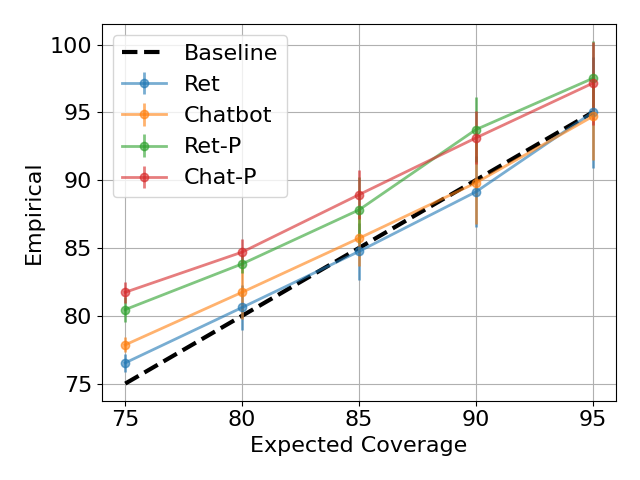 100
95
90
85
80
75
Empirical
Baseline
Ret
Chatbot
Ret-P
Chat-P
75 80 85 90 95
Expected Coverage